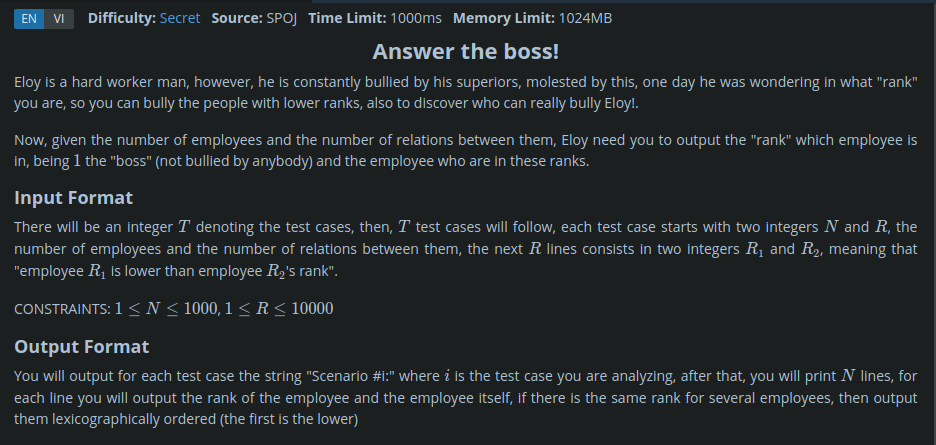 EN VI Difficulty: Secret Source: SPOJ Time Limit: 1000ms Memory Limit: 1024MB
Answer the boss!
Eloy is a hard worker man, however, he is constantly bullied by his superiors, molested by this, one day he was wondering in what "rank"
you are, so you can bully the people with lower ranks, also to discover who can really bully Eloy!.
Now, given the number of employees and the number of relations between them, Eloy need you to output the "rank" which employee is
in, being 1 the "boss" (not bullied by anybody) and the employee who are in these ranks.
Input Format
There will be an integer T denoting the test cases, then, T test cases will follow, each test case starts with two integers N and R, the
number of employees and the number of relations between them, the next R lines consists in two integers R₁ and R₂, meaning that
"employee R₁ is lower than employee R₂'s rank".
CONSTRAINTS: 1 ≤ N ≤ 1000, 1 ≤ R ≤ 10000
Output Format
You will output for each test case the string "Scenario #i:" where i is the test case you are analyzing, after that, you will print N lines, for
each line you will output the rank of the employee and the employee itself, if there is the same rank for several employees, then output
them lexicographically ordered (the first is the lower)